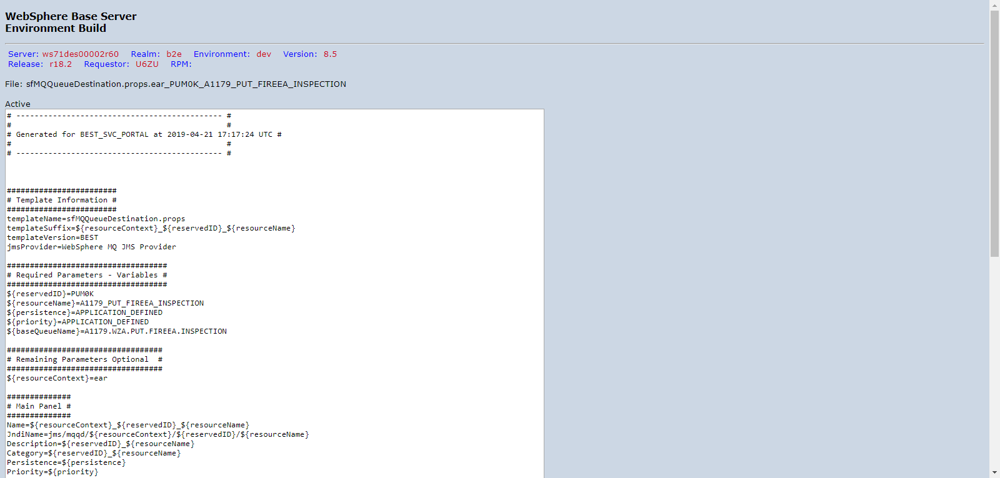 WebSphere Base Server
Environment Build
Server: ws71des00002r60 Realm: b2e Environment: dev Version: 8.5
Release: r18.2 Requestor: U6ZU RPM:
File: sfMQQueueDestination.props.ear_PUM0K_A1179_PUT_FIREEA_INSPECTION
Active
# --------------------------------------------- #
# #
# Generated for BEST_SVC_PORTAL at 2019-04-21 17:17:24 UTC #
# #
# --------------------------------------------- #
########################
# Template Information #
########################
templateName=sfMQQueueDestination.props
templateSuffix=${resourceContext}_${reservedID}_${resourceName}
templateVersion=BEST
jmsProvider=WebSphere MQ JMS Provider
###################################
# Required Parameters - Variables #
###################################
${reservedID}=PUM0K
${resourceName}=A1179_PUT_FIREEA_INSPECTION
${persistence}=APPLICATION_DEFINED
${priority}=APPLICATION_DEFINED
${baseQueueName}=A1179.WZA.PUT.FIREEA.INSPECTION
##################################
# Remaining Parameters Optional  #
##################################
${resourceContext}=ear
##############
# Main Panel #
##############
Name=${resourceContext}_${reservedID}_${resourceName}
JndiName=jms/mqqd/${resourceContext}/${reservedID}/${resourceName}
Description=${reservedID}_${resourceName}
Category=${reservedID}_${resourceName}
Persistence=${persistence}
Priority=${priority}